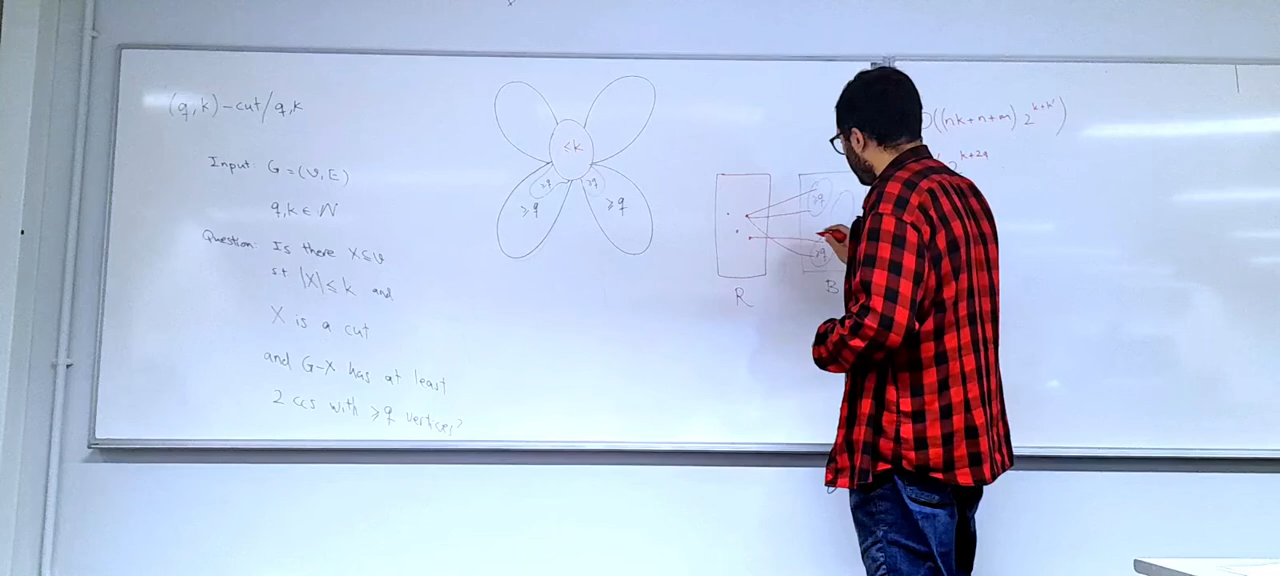 (q,k)-cut/q,k
Input: G=(V,E)
q,k∈N
Question: Is there X⊆V
st |X|≤k and
X is a cut
and G-X has at least
2 ccs with ≥q vertices?
≤k
≥q ≥q
≥q ≥q
≥q
≥q
R B
O((nk+n+m) 2^{k+k'})
2^{k+2q}